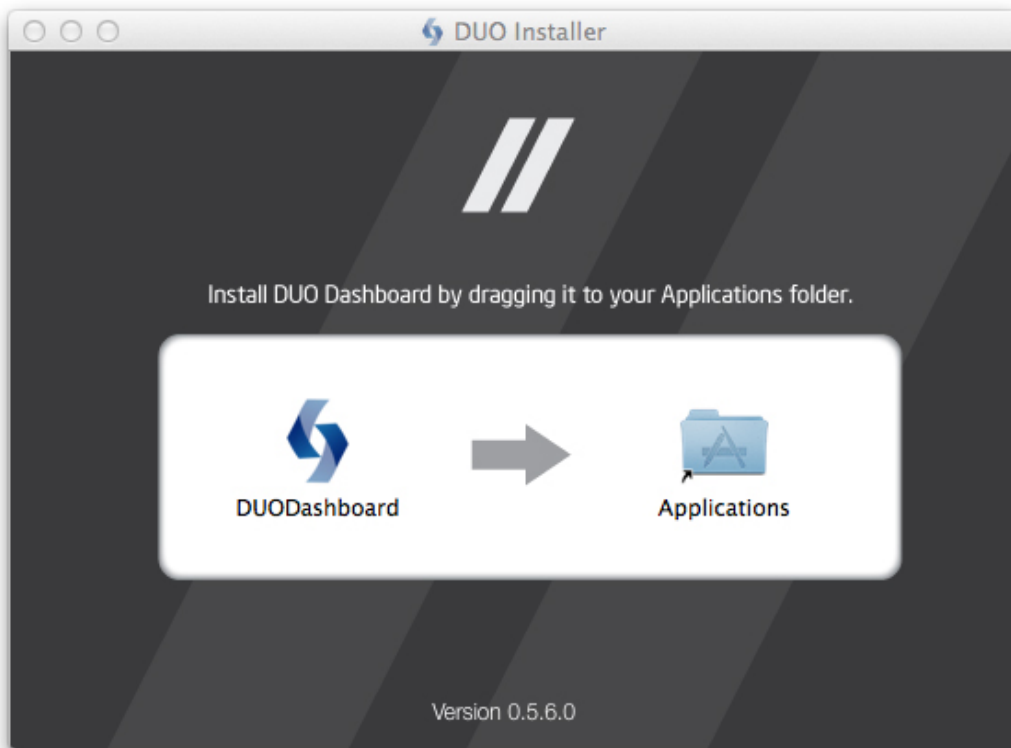 DUO Installer
Install DUO Dashboard by dragging it to your Applications folder.
DUODashboard
Applications
Version 0.5.6.0